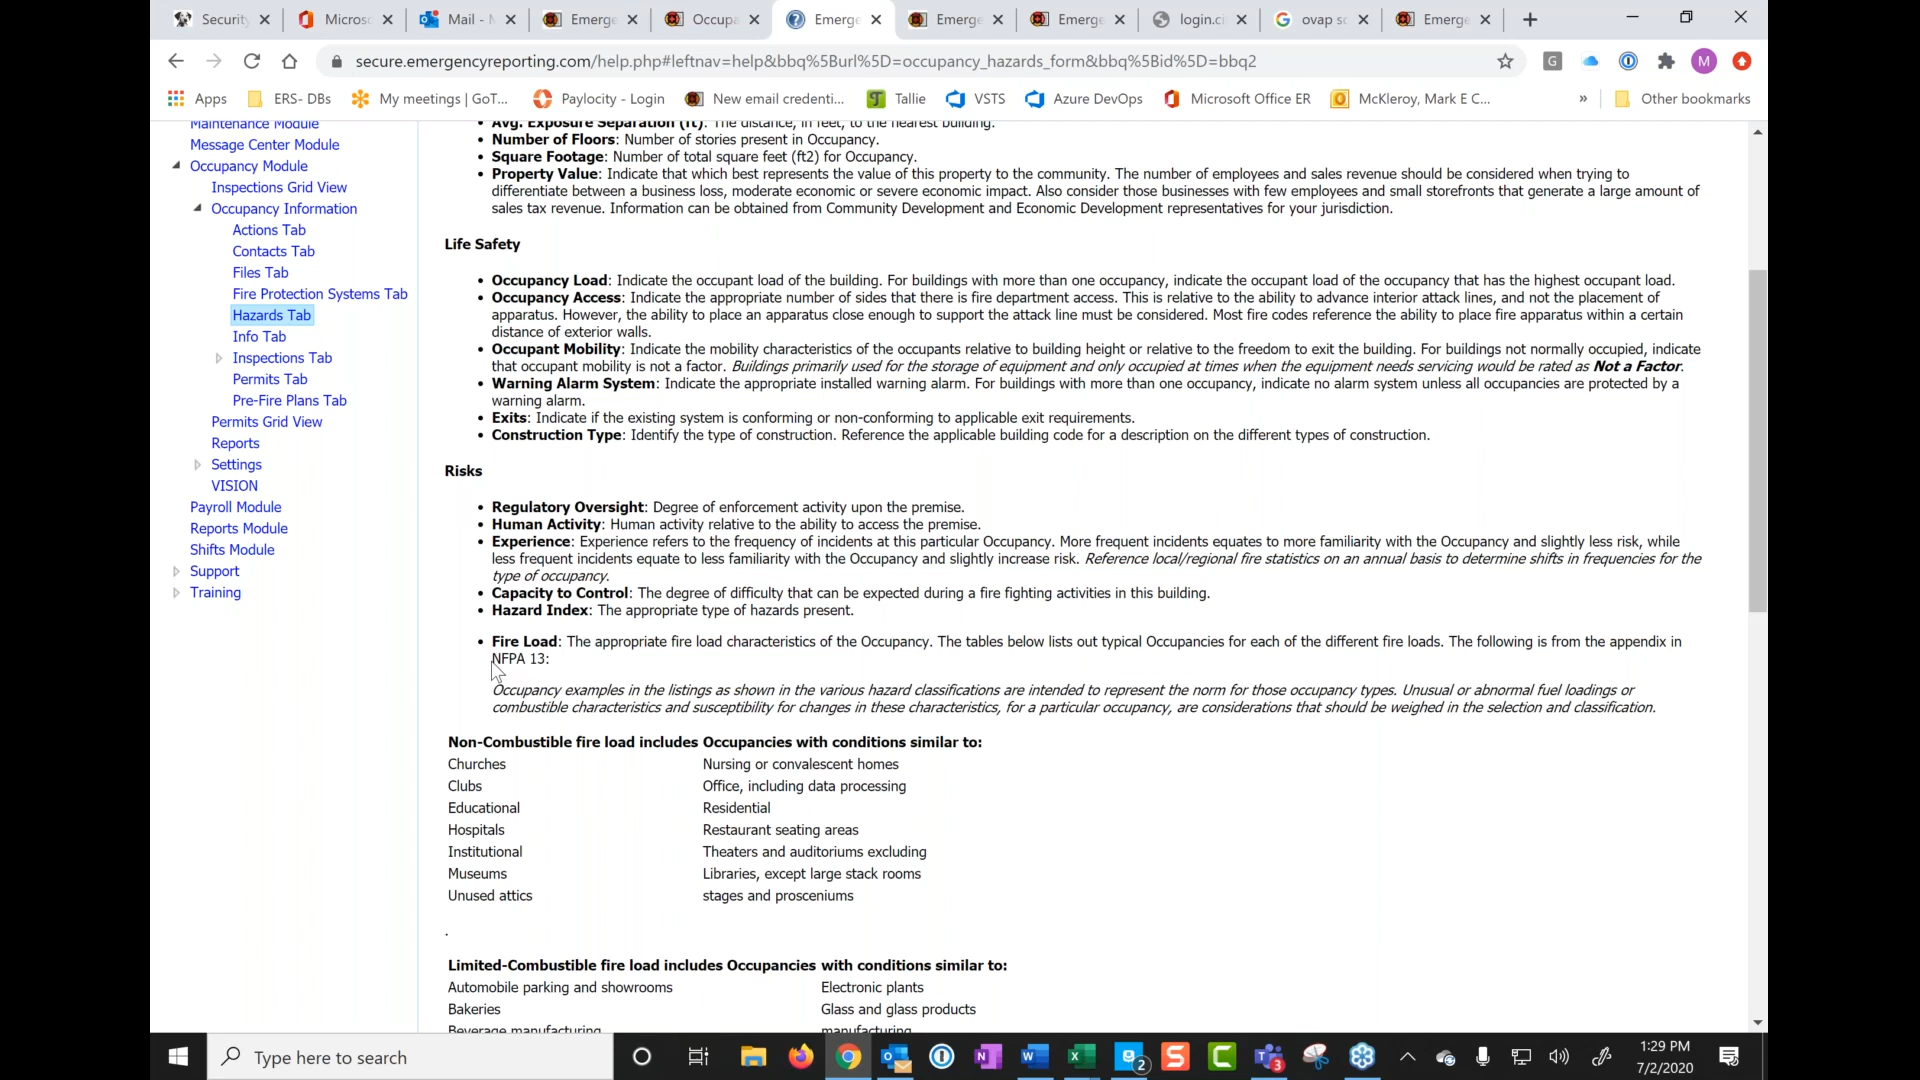 Security
Micros
Mail - M
Emerge
Occupa
Emerge
Emerge
Emerge
login.ci
ovap sc
Emerge
secure.emergencyreporting.com/help.php#leftnav=help&bbq%5Burl%5D=occupancy_hazards_form&bbq%5Bid%5D=bbq2
Apps
ERS- DBs
My meetings | GoT...
Paylocity - Login
New email credenti...
Tallie
VSTS
Azure DevOps
Microsoft Office ER
McKleroy, Mark E C...
»
Other bookmarks
Maintenance Module
Message Center Module
Occupancy Module
Inspections Grid View
Occupancy Information
Actions Tab
Contacts Tab
Files Tab
Fire Protection Systems Tab
Hazards Tab
Info Tab
Inspections Tab
Permits Tab
Pre-Fire Plans Tab
Permits Grid View
Reports
Settings
VISION
Payroll Module
Reports Module
Shifts Module
Support
Training
• Avg. Exposure Separation (ft): The distance, in feet, to the nearest building.
• Number of Floors: Number of stories present in Occupancy.
• Square Footage: Number of total square feet (ft2) for Occupancy.
• Property Value: Indicate that which best represents the value of this property to the community. The number of employees and sales revenue should be considered when trying to
differentiate between a business loss, moderate economic or severe economic impact. Also consider those businesses with few employees and small storefronts that generate a large amount of
sales tax revenue. Information can be obtained from Community Development and Economic Development representatives for your jurisdiction.
Life Safety
• Occupancy Load: Indicate the occupant load of the building. For buildings with more than one occupancy, indicate the occupant load of the occupancy that has the highest occupant load.
• Occupancy Access: Indicate the appropriate number of sides that there is fire department access. This is relative to the ability to advance interior attack lines, and not the placement of
apparatus. However, the ability to place an apparatus close enough to support the attack line must be considered. Most fire codes reference the ability to place fire apparatus within a certain
distance of exterior walls.
• Occupant Mobility: Indicate the mobility characteristics of the occupants relative to building height or relative to the freedom to exit the building. For buildings not normally occupied, indicate
that occupant mobility is not a factor. Buildings primarily used for the storage of equipment and only occupied at times when the equipment needs servicing would be rated as Not a Factor.
• Warning Alarm System: Indicate the appropriate installed warning alarm. For buildings with more than one occupancy, indicate no alarm system unless all occupancies are protected by a
warning alarm.
• Exits: Indicate if the existing system is conforming or non-conforming to applicable exit requirements.
• Construction Type: Identify the type of construction. Reference the applicable building code for a description on the different types of construction.
Risks
• Regulatory Oversight: Degree of enforcement activity upon the premise.
• Human Activity: Human activity relative to the ability to access the premise.
• Experience: Experience refers to the frequency of incidents at this particular Occupancy. More frequent incidents equates to more familiarity with the Occupancy and slightly less risk, while
less frequent incidents equate to less familiarity with the Occupancy and slightly increase risk. Reference local/regional fire statistics on an annual basis to determine shifts in frequencies for the
type of occupancy.
• Capacity to Control: The degree of difficulty that can be expected during a fire fighting activities in this building.
• Hazard Index: The appropriate type of hazards present.
• Fire Load: The appropriate fire load characteristics of the Occupancy. The tables below lists out typical Occupancies for each of the different fire loads. The following is from the appendix in
NFPA 13:
Occupancy examples in the listings as shown in the various hazard classifications are intended to represent the norm for those occupancy types. Unusual or abnormal fuel loadings or
combustible characteristics and susceptibility for changes in these characteristics, for a particular occupancy, are considerations that should be weighed in the selection and classification.
Non-Combustible fire load includes Occupancies with conditions similar to:
Churches Nursing or convalescent homes
Clubs Office, including data processing
Educational Residential
Hospitals Restaurant seating areas
Institutional Theaters and auditoriums excluding
Museums Libraries, except large stack rooms
Unused attics stages and prosceniums
.
Limited-Combustible fire load includes Occupancies with conditions similar to:
Automobile parking and showrooms Electronic plants
Bakeries Glass and glass products
Beverage manufacturing manufacturing
Type here to search
1:29 PM
7/2/2020